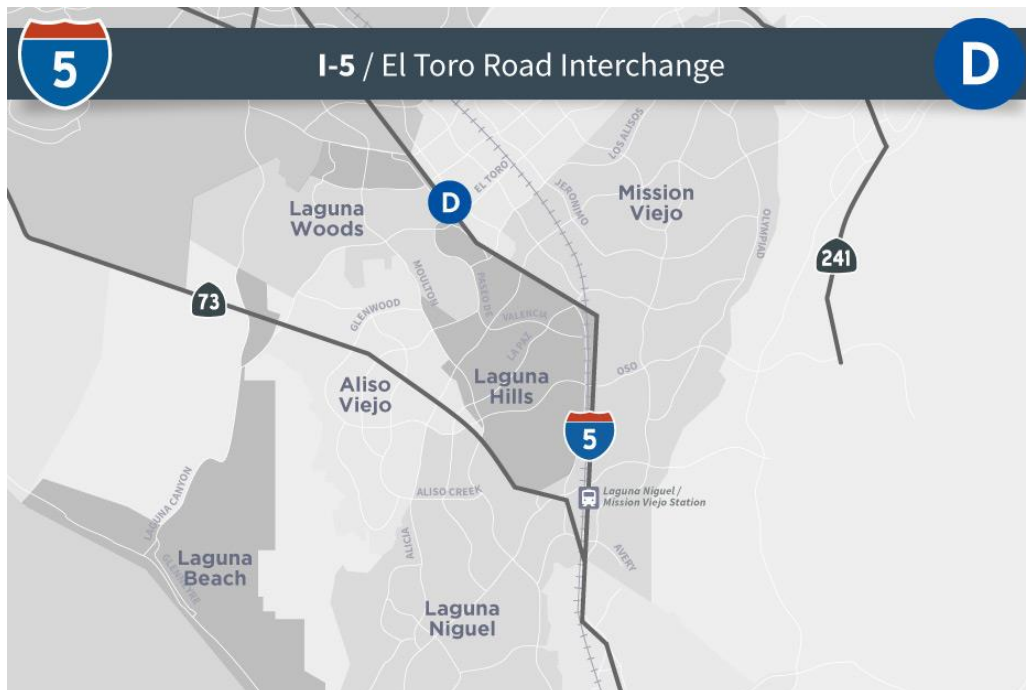 5
I-5 / El Toro Road Interchange
D
LOS ALISOS
EL TORO
JERONIMO
Mission
Viejo
D
Laguna
Woods
OLYMPIAD
241
MOULTON
PASEO DE
VALENCIA
73
GLENWOOD
LA PAZ
OSO
Laguna
Hills
Aliso
Viejo
5
ALISO CREEK
Laguna Niguel /
Mission Viejo Station
LAGUNA CANYON
ALICIA
AVERY
Laguna
Beach
GLENNEYRE
Laguna
Niguel